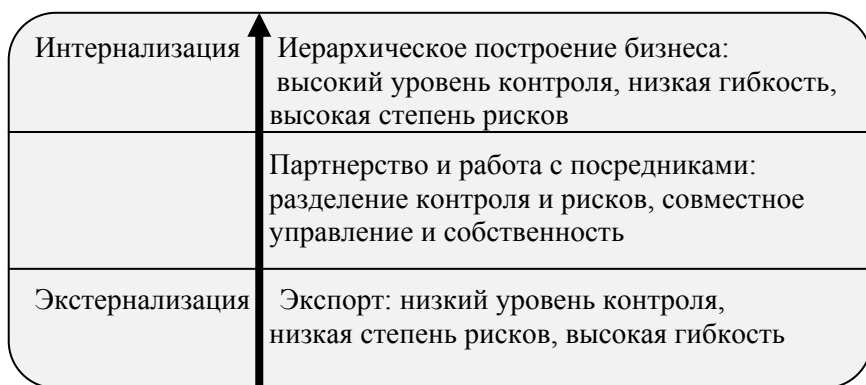 Интернализация
Иерархическое построение бизнеса:
высокий уровень контроля, низкая гибкость,
высокая степень рисков
Партнерство и работа с посредниками:
разделение контроля и рисков, совместное
управление и собственность
Экстернализация
Экспорт: низкий уровень контроля,
низкая степень рисков, высокая гибкость